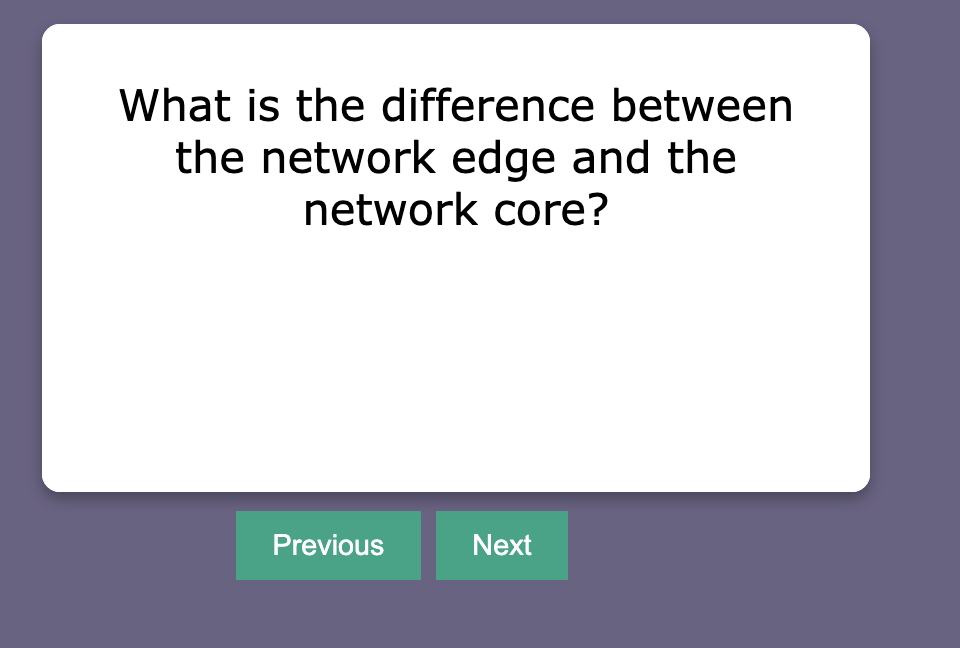 What is the difference between
the network edge and the
network core?
Previous
Next